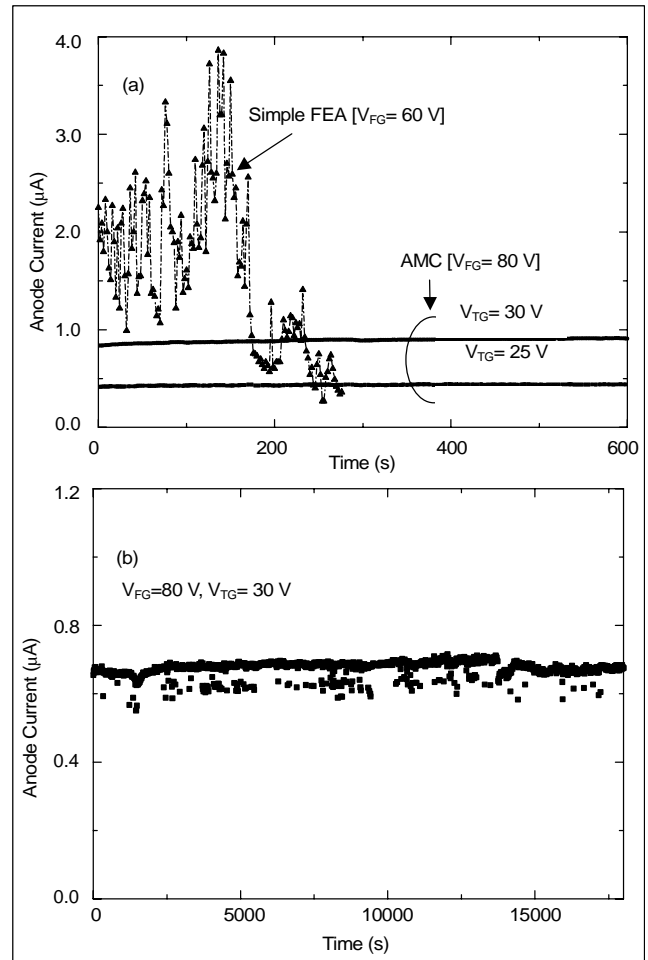 4.0
(a)
Simple FEA [VFG= 60 V]
3.0
Anode Current (μA)
2.0
AMC [VFG= 80 V]
VTG= 30 V
1.0
VTG= 25 V
0.0
0 200 400 600
Time (s)
1.2
(b)
VFG=80 V, VTG= 30 V
0.8
Anode Current (μA)
0.4
0.0
0 5000 10000 15000
Time (s)